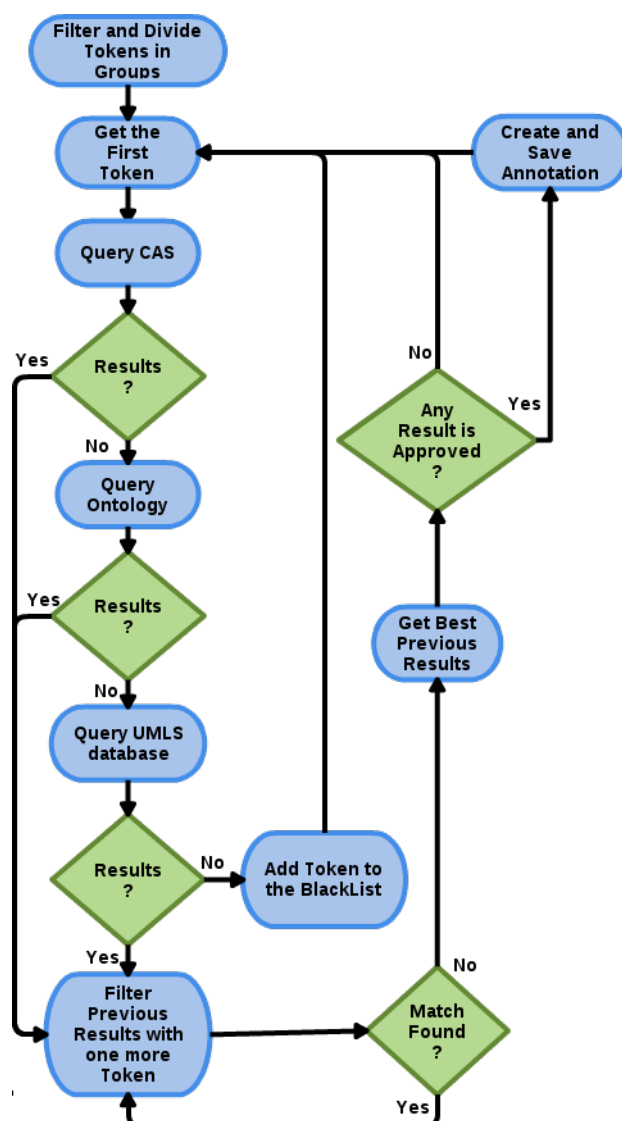 Filter and Divide
Tokens in
Groups
Get the
First
Token
Create and
Save
Annotation
Query CAS
Yes
Results
?
No
No
Any
Result is
Approved
?
Yes
Query
Ontology
Yes
Results
?
No
Get Best
Previous
Results
Query UMLS
database
Results
?
No
Add Token to
the BlackList
Yes
Filter
Previous
Results with
one more
Token
No
Match
Found
?
Yes